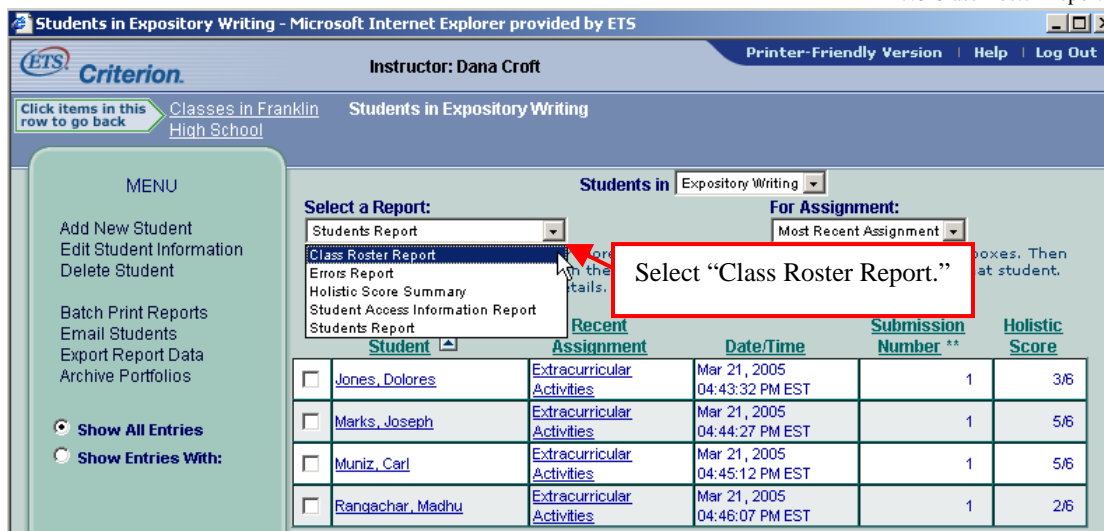 Students in Expository Writing - Microsoft Internet Explorer provided by ETS
ETS Criterion.
Instructor: Dana Croft
Printer-Friendly Version | Help | Log Out
Click items in this row to go back
Classes in Franklin High School
Students in Expository Writing
MENU
Add New Student
Edit Student Information
Delete Student
Batch Print Reports
Email Students
Export Report Data
Archive Portfolios
Show All Entries
Show Entries With:
Students in Expository Writing
Select a Report:
Students Report
Class Roster Report
Errors Report
Holistic Score Summary
Student Access Information Report
Students Report
For Assignment:
Most Recent Assignment
Then
the
at student.
Select “Class Roster Report.”
Student Recent Assignment Date/Time Submission Number ** Holistic Score
Jones, Dolores Extracurricular Activities Mar 21, 2005 04:43:32 PM EST 1 3/6
Marks, Joseph Extracurricular Activities Mar 21, 2005 04:44:27 PM EST 1 5/6
Muniz, Carl Extracurricular Activities Mar 21, 2005 04:45:12 PM EST 1 5/6
Rangachar, Madhu Extracurricular Activities Mar 21, 2005 04:46:07 PM EST 1 2/6